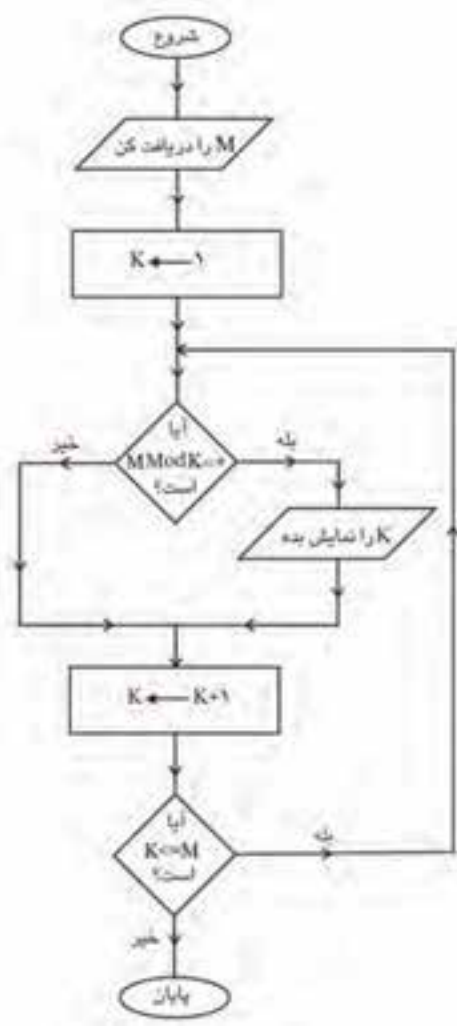 شروع
M را دریافت کن
K ← ۱
آیا
M Mod K=۰
است؟
خیر
بله
K را نمایش بده
K ← K+۱
آیا
K<=M
است؟
بله
خیر
پایان